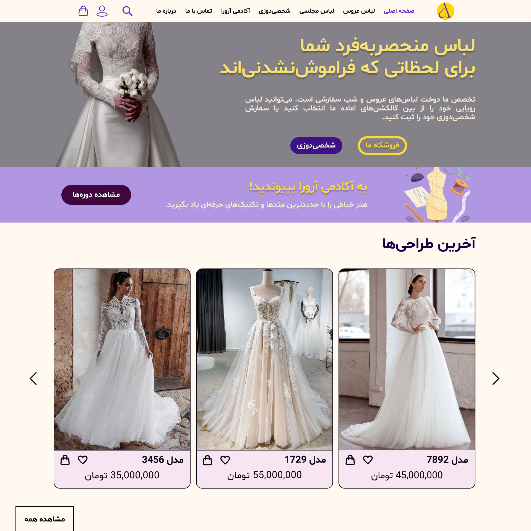 صفحه اصلی لباس عروس لباس مجلسی شخصی‌دوزی آکادمی آرورا تماس با ما درباره ما
لباس منحصربه‌فرد شما
برای لحظاتی که فراموش‌نشدنی‌اند
تخصص ما دوخت لباس‌های عروس و شب سفارشی است. می‌توانید لباس
رویایی خود را از بین کالکشن‌های آماده ما انتخاب کنید یا سفارش
شخصی‌دوزی خود را ثبت کنید.
فروشگاه ما
شخصی‌دوزی
به آکادمی آرورا بپیوندید!
هنر خیاطی را با جدیدترین متدها و تکنیک‌های حرفه‌ای یاد بگیرید.
مشاهده دوره‌ها
آخرین طراحی‌ها
مدل 7892
45,000,000 تومان
مدل 1729
55,000,000 تومان
مدل 3456
35,000,000 تومان
مشاهده همه